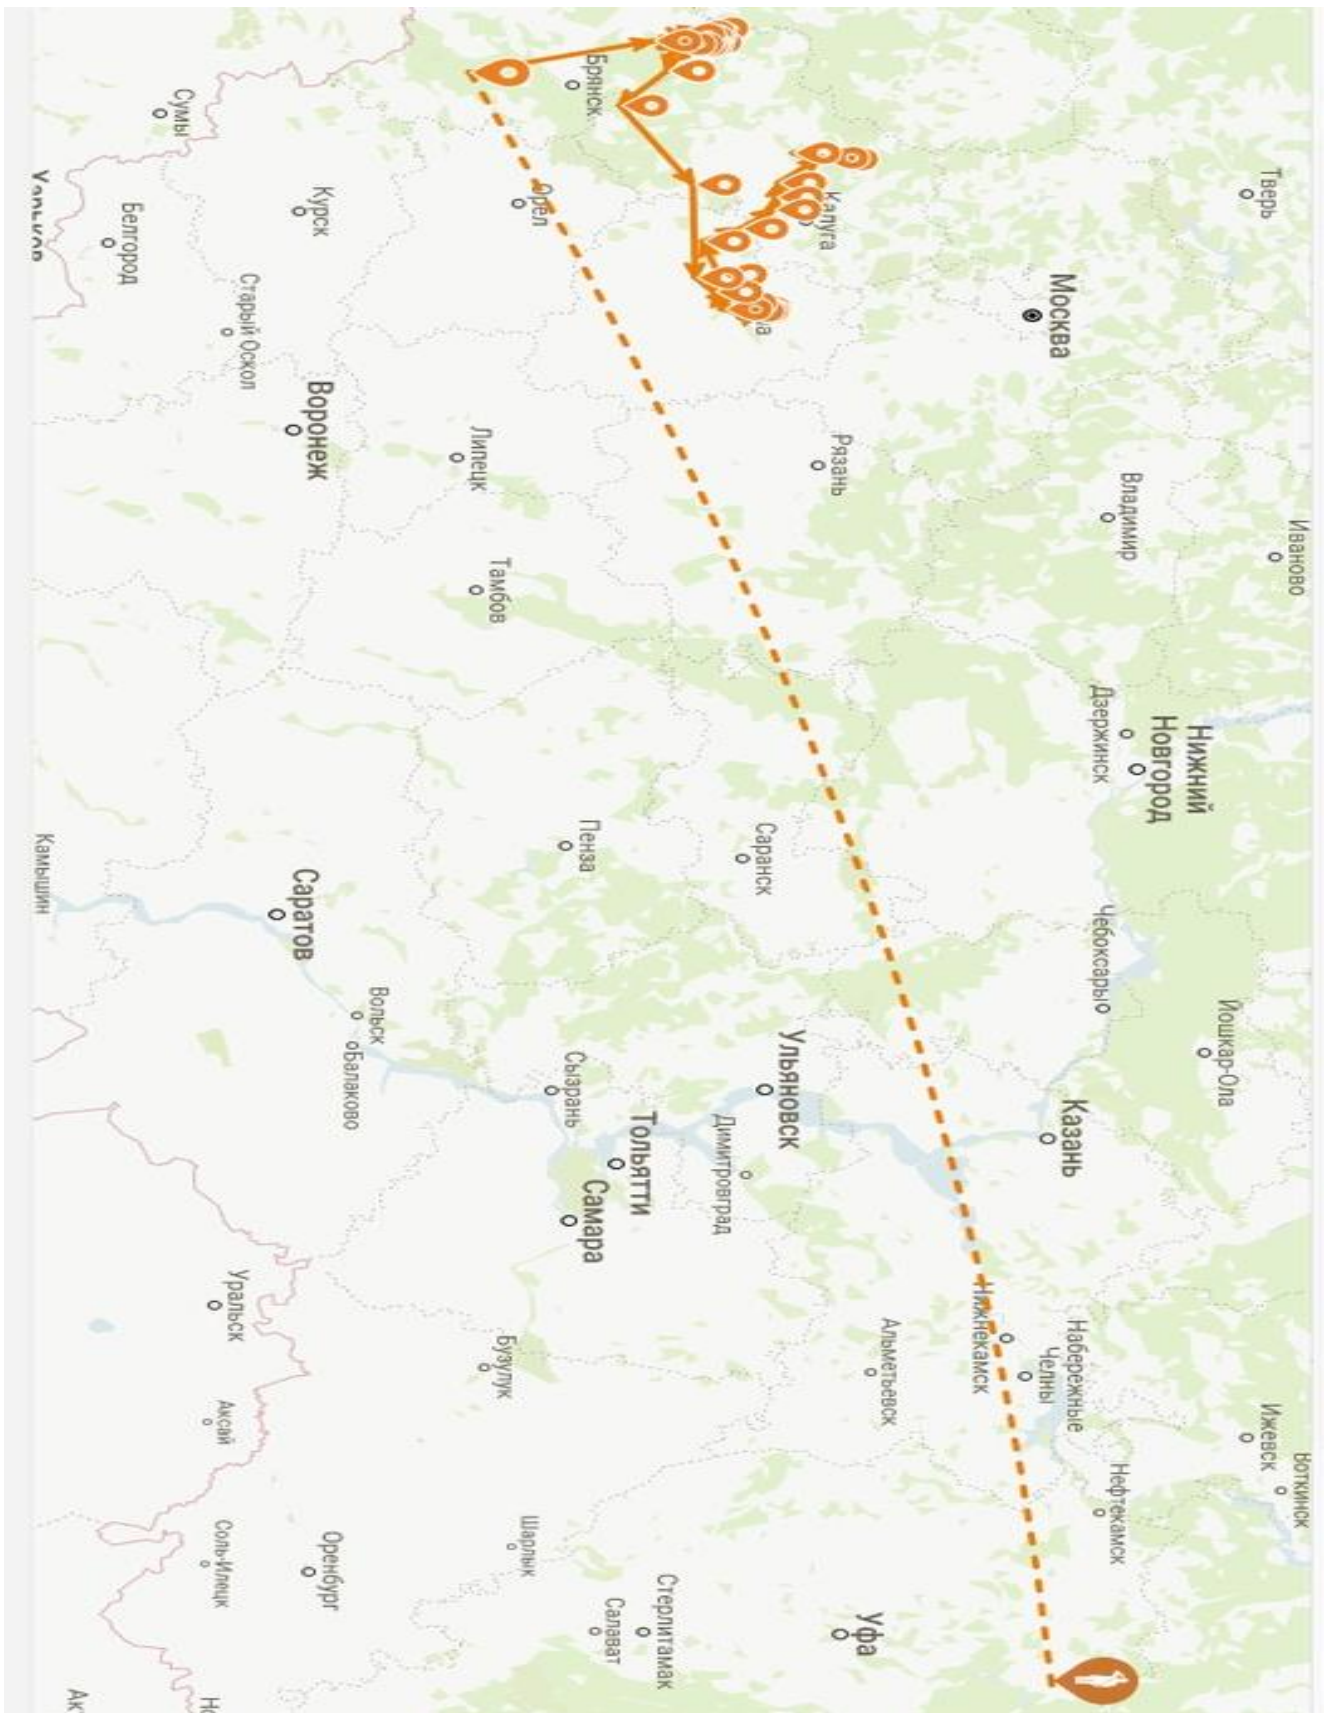 Воткинск
Иваново
Тверь
Ижевск
Йошкар-Ола
Нижний
Новгород
Владимир
Нефтекамск
Чебоксары
Дзержинск
Набережные
Челны
Казань
Москва
Нижнекамск
Альметьевск
Уфа
Рязань
Калуга
Ульяновск
Саранск
Димитровград
Стерлитамак
Тольятти
Салават
Брянск
Самара
Пенза
Сызрань
Орел
Шарлык
Бузулук
Тамбов
Липецк
Вольск
Балаково
Оренбург
Курск
Воронеж
Саратов
Старый Оскол
Уральск
Аксай
Соль-Илецк
Сумы
Белгород
Ак
Камышин